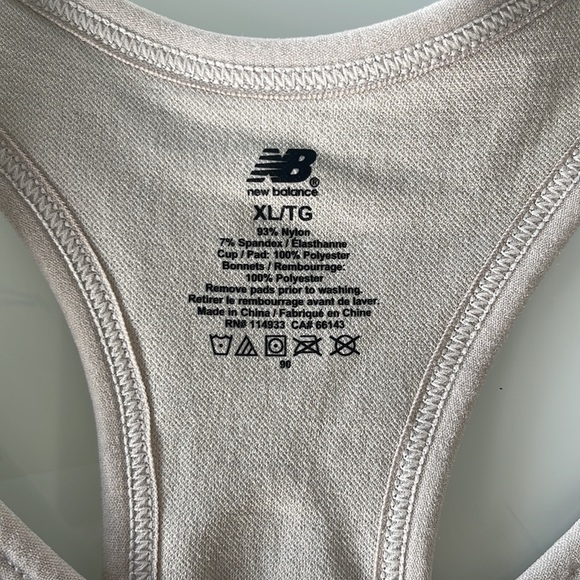 NB
new balance®
XL/TG
93% Nylon
7% Spandex / Élasthanne
Cup / Pad: 100% Polyester
Bonnets / Rembourrage:
100% Polyester
Remove pads prior to washing.
Retirer le rembourrage avant de laver.
Made in China / Fabriqué en Chine
RN# 114933 CA# 66143
90